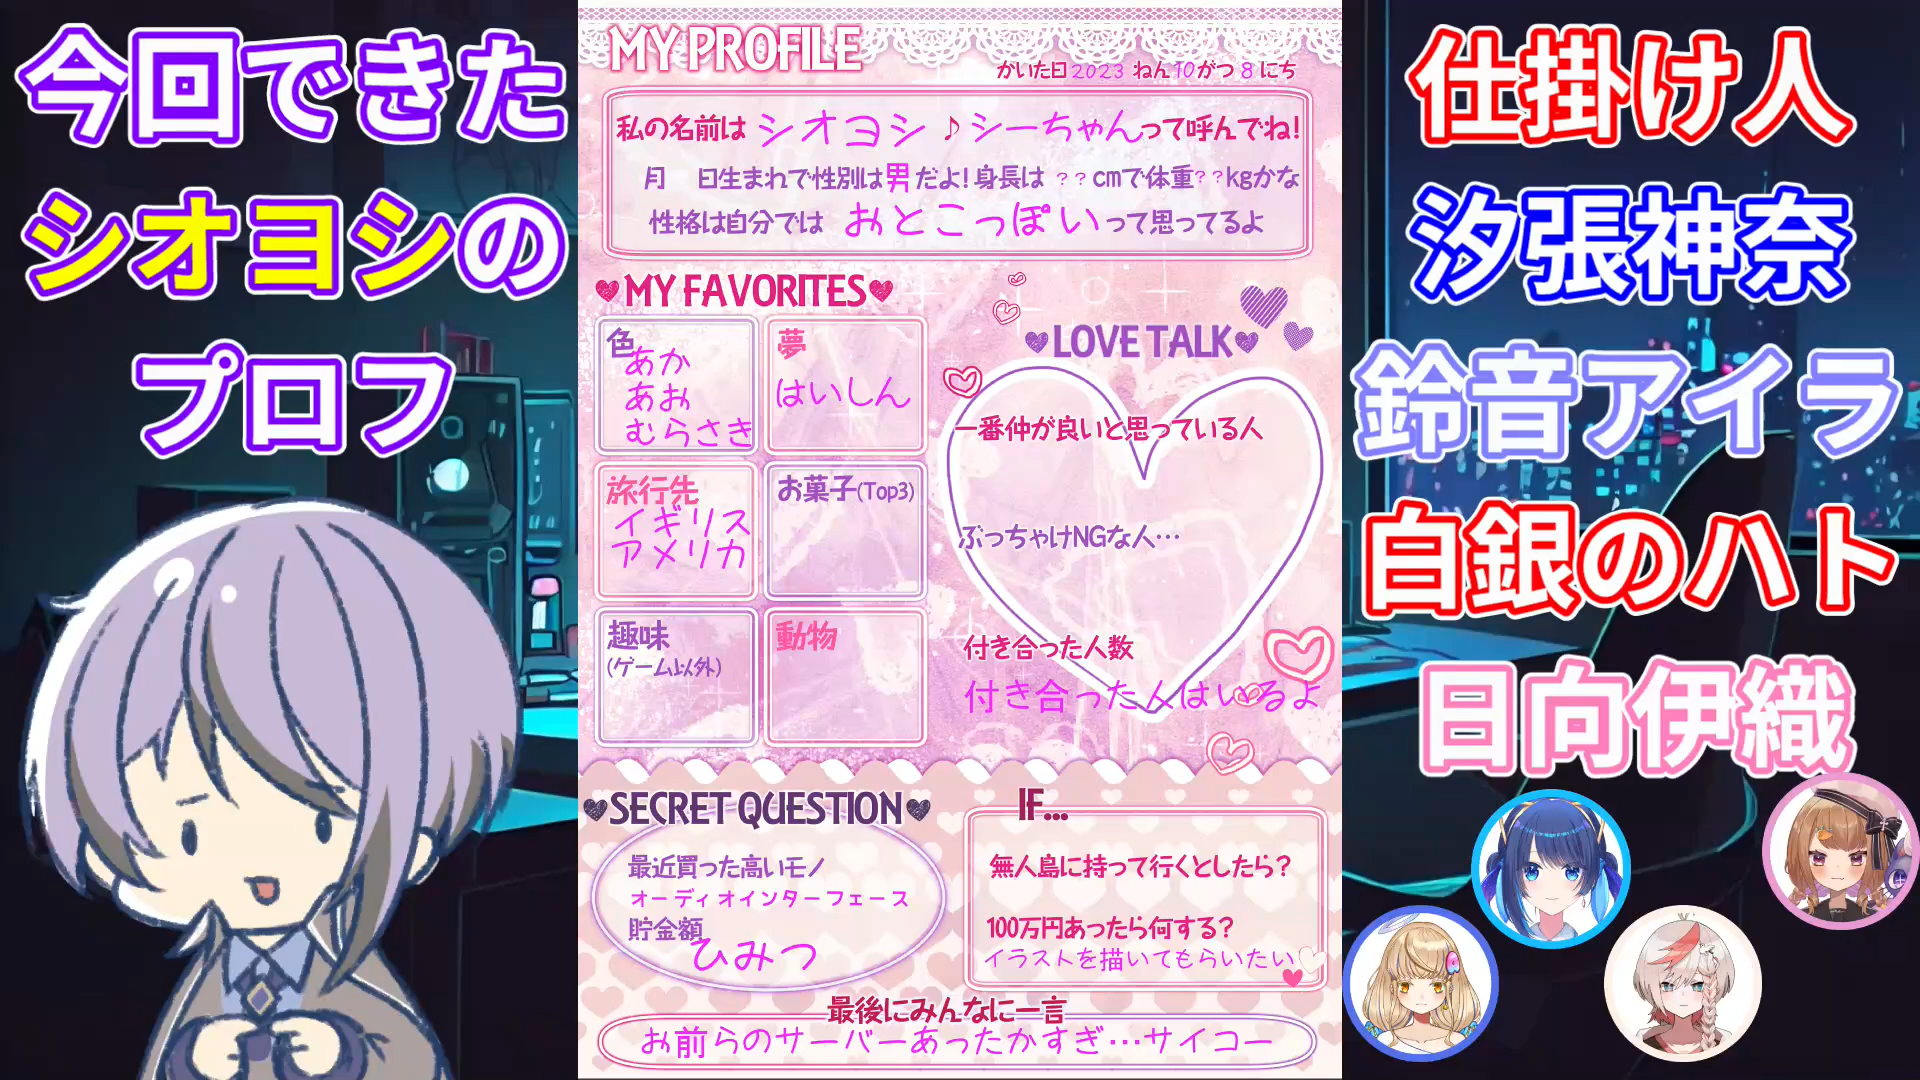 今回できた
シオヨシの
プロフ
MY PROFILE
かいた日 2023 ねん 10 がつ 8 にち
私の名前は シオヨシ ♪ シーちゃんって呼んでね!
月 日生まれで性別は男だよ! 身長は ??cmで体重??kgかな
性格は自分では おとこっぽいって思ってるよ
MY FAVORITES
色
あか
あお
むらさき
夢
はいしん
旅行先
イギリス
アメリカ
お菓子(Top3)
趣味
(ゲーム以外)
動物
LOVE TALK
一番仲が良いと思っている人
ぶっちゃけNGな人…
付き合った人数
付き合った人はいるよ
SECRET QUESTION
最近買った高いモノ
オーディオインターフェース
貯金額
ひみつ
IF...
無人島に持って行くとしたら?
100万円あったら何する?
イラストを描いてもらいたい
最後にみんなに一言
お前らのサーバーあったかすぎ…サイコー
仕掛け人
汐張神奈
鈴音アイラ
白銀のハト
日向伊織